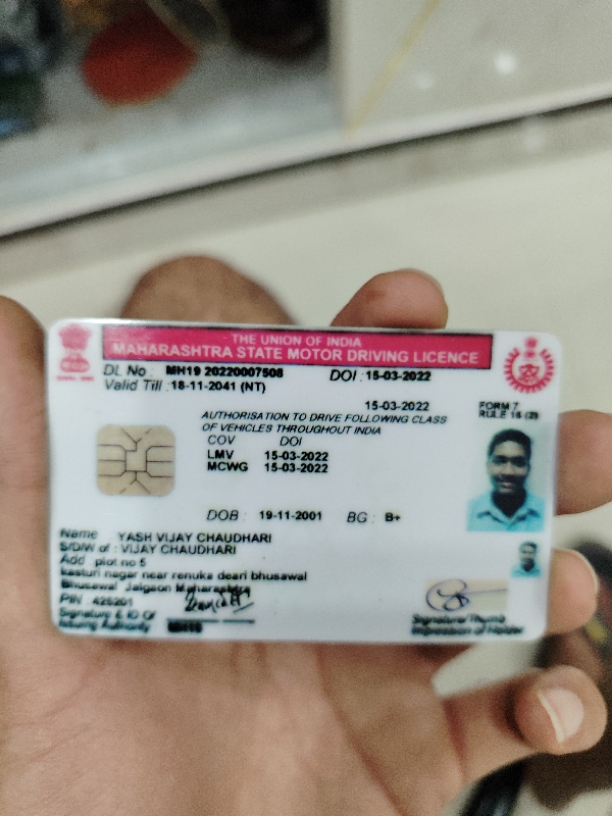 THE UNION OF INDIA
MAHARASHTRA STATE MOTOR DRIVING LICENCE
DL No : MH19 20220007508 DOI : 15-03-2022
Valid Till : 18-11-2041 (NT)
15-03-2022
FORM 7
RULE 16 (2)
AUTHORISATION TO DRIVE FOLLOWING CLASS
OF VEHICLES THROUGHOUT INDIA
COV DOI
LMV 15-03-2022
MCWG 15-03-2022
DOB : 19-11-2001 BG : B+
Name YASH VIJAY CHAUDHARI
S/D/W of : VIJAY CHAUDHARI
Add plot no 5
kasturi nagar near renuka deari bhusawal
Bhusawal Jalgaon Maharashtra
PIN : 425201
Signature & ID Of
Issuing Authority
MH19
Signature/Thumb
Impression of Holder